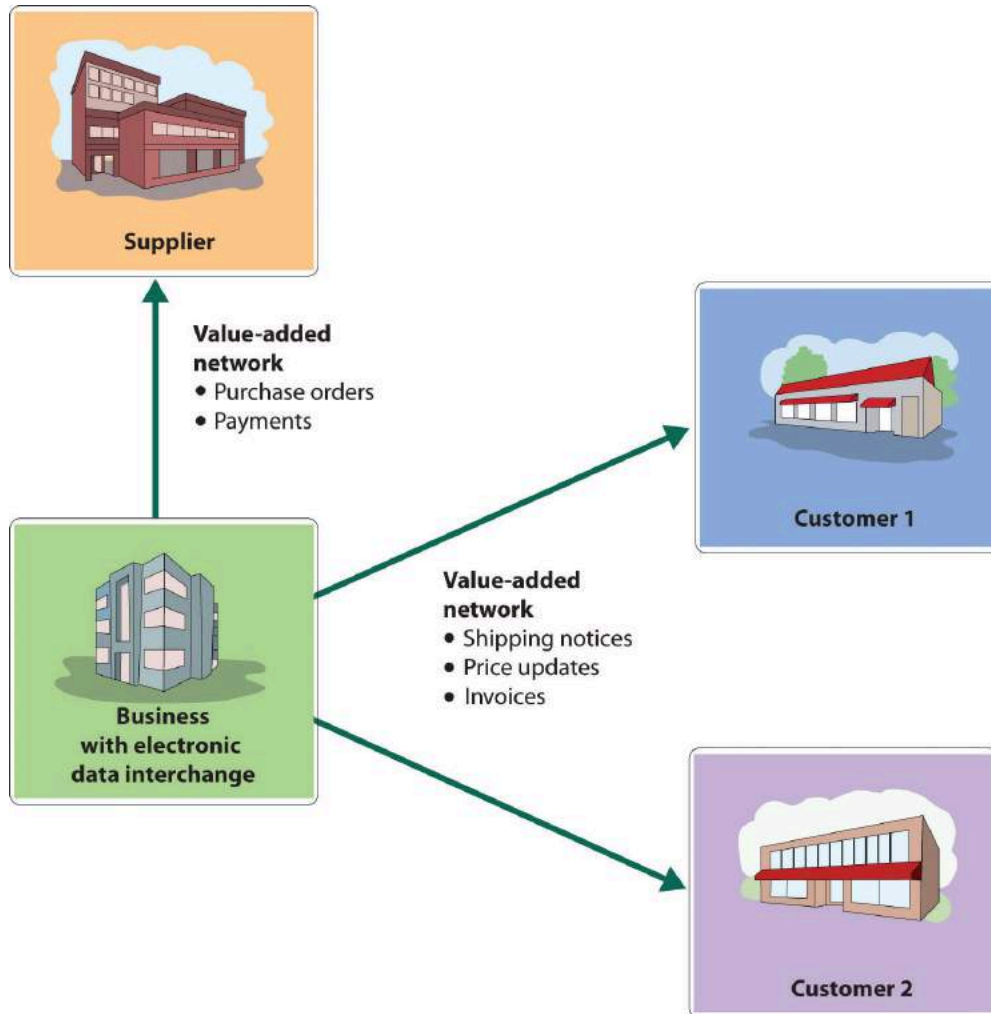 Supplier
Value-added
network
• Purchase orders
• Payments
Customer 1
Value-added
network
• Shipping notices
• Price updates
• Invoices
Business
with electronic
data interchange
Customer 2